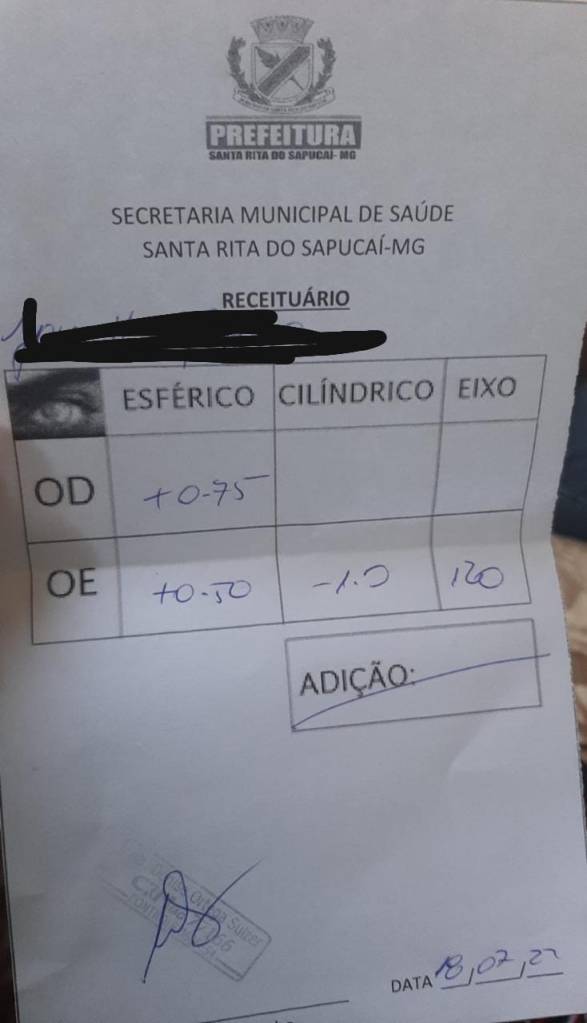 PREFEITURA
SANTA RITA DO SAPUCAÍ- MG
SECRETARIA MUNICIPAL DE SAÚDE
SANTA RITA DO SAPUCAÍ-MG
RECEITUÁRIO
ESFÉRICO CILÍNDRICO EIXO
OD +0.75
OE +0.50 -1.0
ADIÇÃO:
DATA 18,07,22